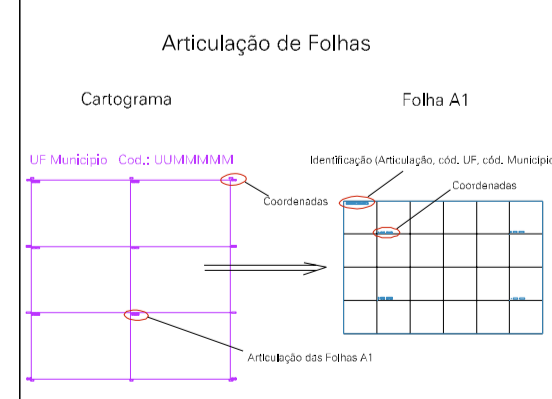 Articulação de Folhas
Cartograma
Folha A1
UF Municipio Cod.: UUMMMMM
Identificação (Articulação, cód. UF, cód. Municipio
Coordenadas
Coordenadas
Articulação das Folhas A1